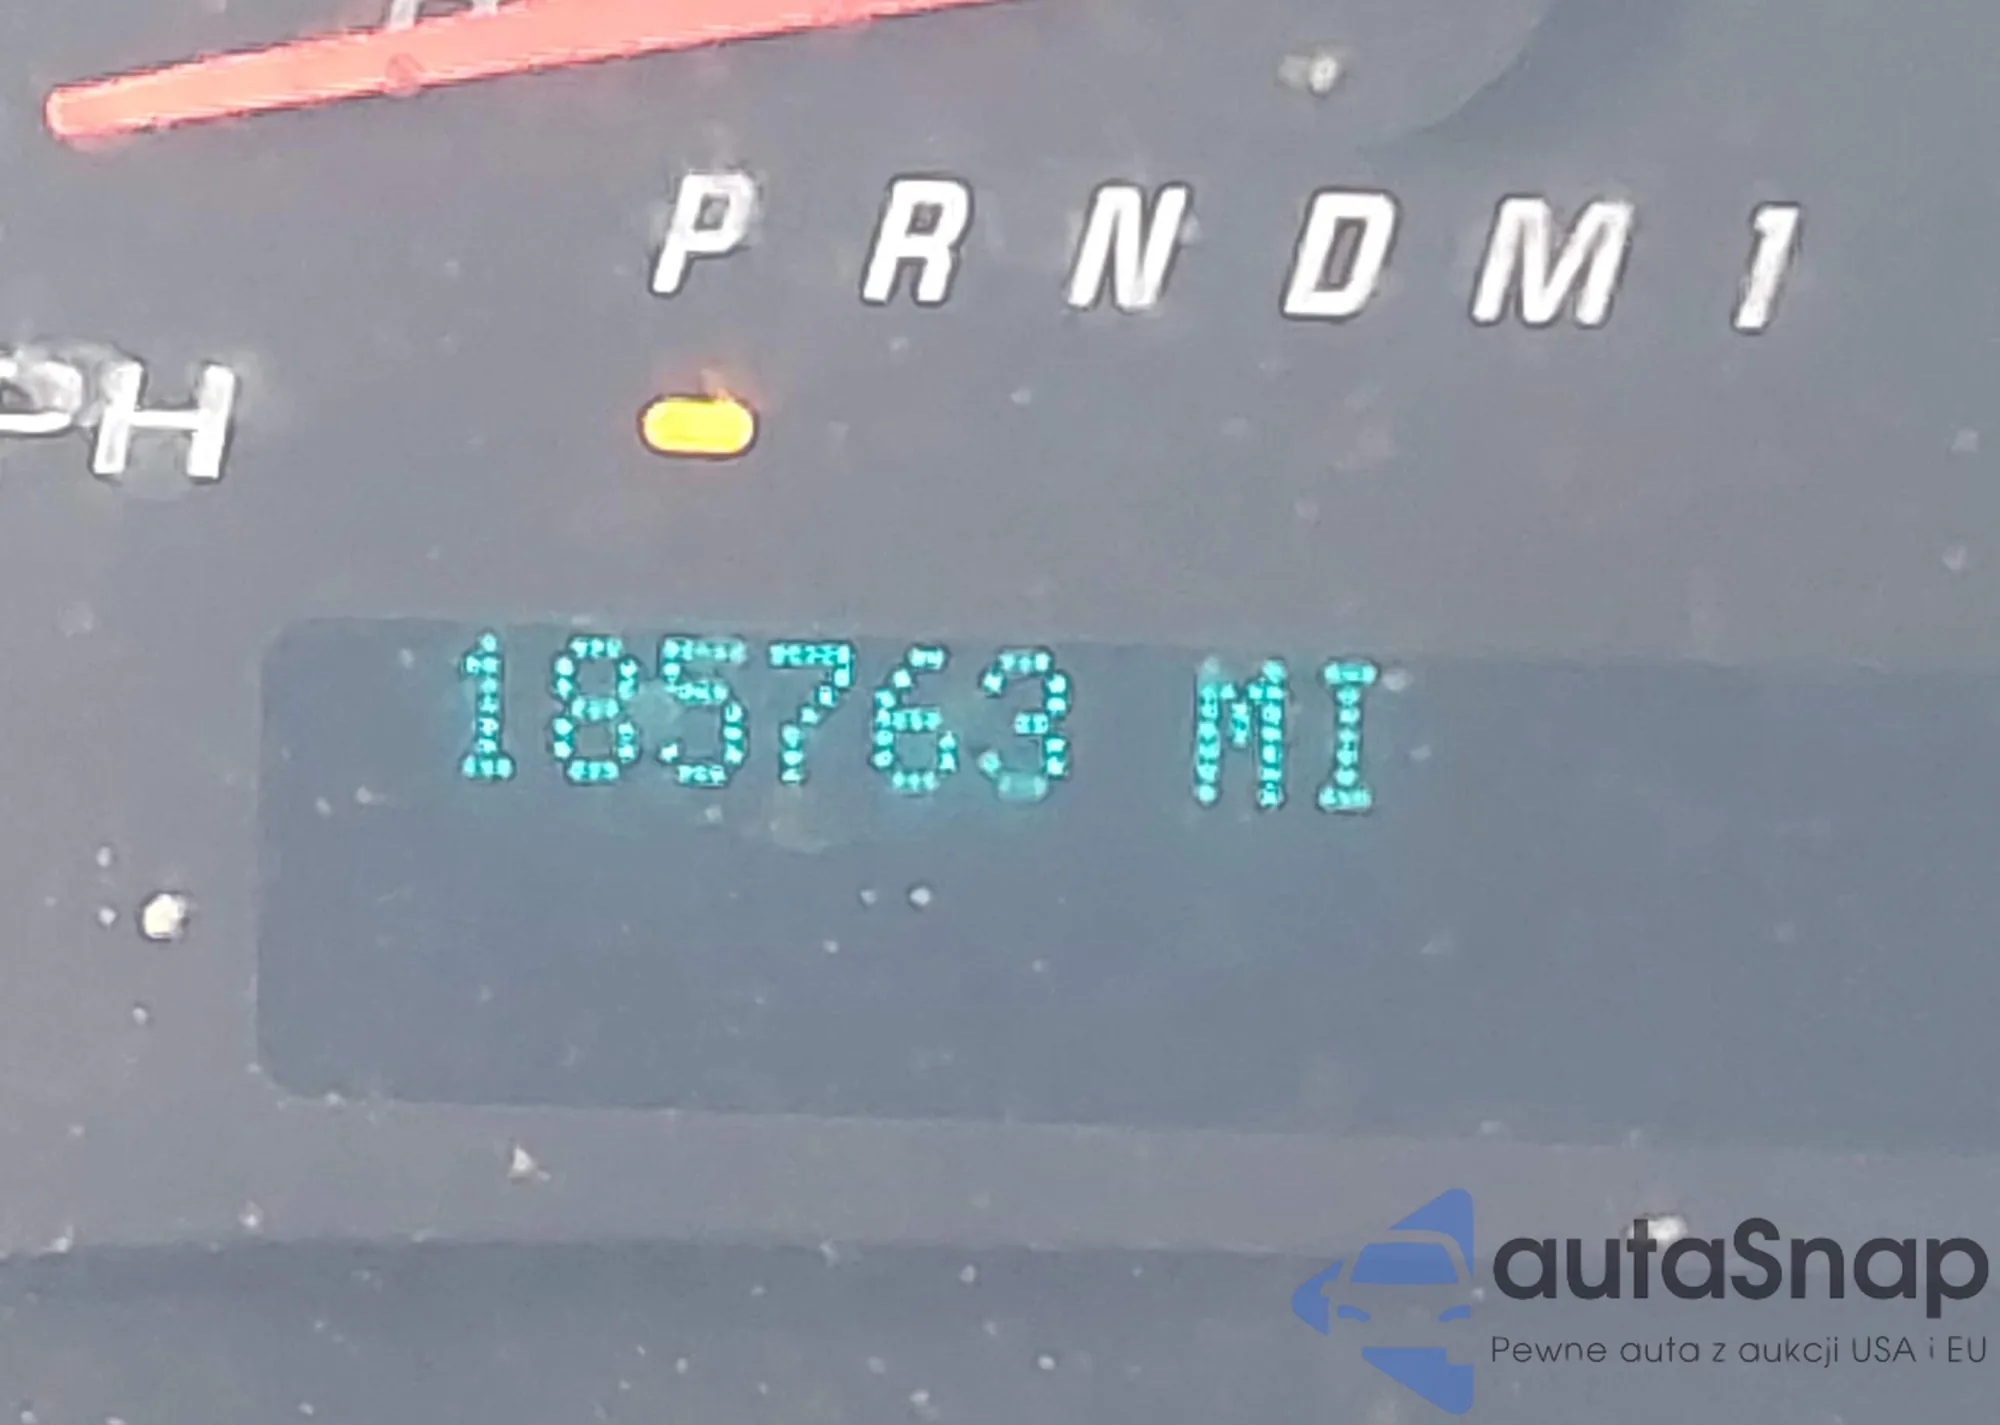 P R N D M 1
PH
185763 MI
autaSnap
Pewne auta z aukcji USA i EU